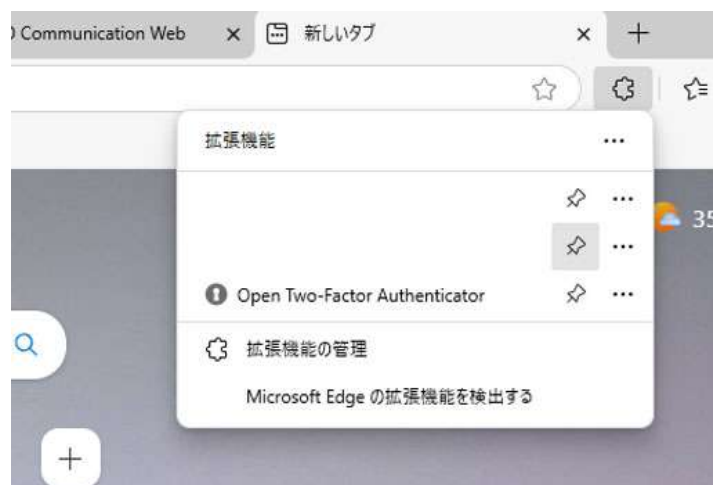 Communication Web
新しいタブ
拡張機能
35
Open Two-Factor Authenticator
拡張機能の管理
Microsoft Edge の拡張機能を検出する